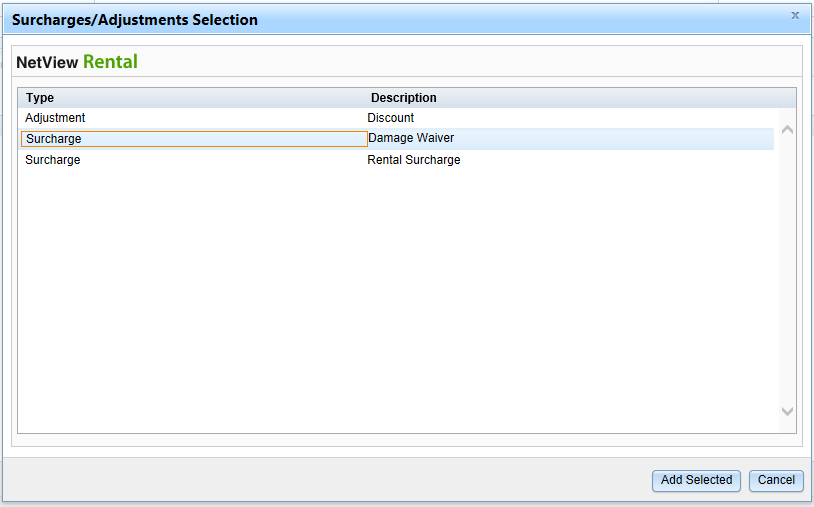 Surcharges/Adjustments Selection x
NetView Rental
Type Description
Adjustment Discount
Surcharge Damage Waiver
Surcharge Rental Surcharge
Add Selected Cancel